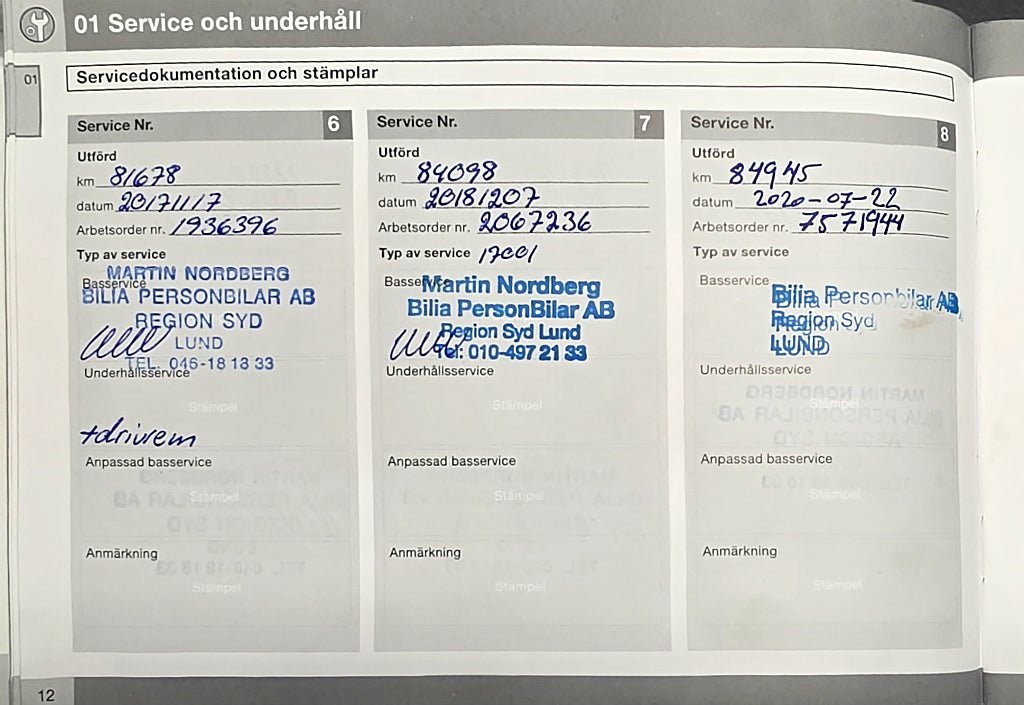 01 Service och underhåll
01
Servicedokumentation och stämplar
Service Nr. 6
Utförd
km 81678
datum 20171117
Arbetsorder nr. 1936396
Typ av service
MARTIN NORDBERG
Basservice
BILIA PERSONBILAR AB
REGION SYD
LUND
TEL. 046-18 18 33
Underhållsservice
Stämpel
+drivrem
Anpassad basservice
Stämpel
Anmärkning
Stämpel
Service Nr. 7
Utförd
km 84098
datum 20181207
Arbetsorder nr. 2067236
Typ av service
Basservice
Martin Nordberg
Bilia PersonBilar AB
Region Syd Lund
Tel: 010-497 21 33
Underhållsservice
Stämpel
Anpassad basservice
Stämpel
Anmärkning
Stämpel
Service Nr. 8
Utförd
km 84945
datum 2020-07-22
Arbetsorder nr. 7571944
Typ av service
Basservice
Bilia Personbilar AB
Region Syd
LUND
Underhållsservice
Stämpel
Anpassad basservice
Stämpel
Anmärkning
Stämpel
12